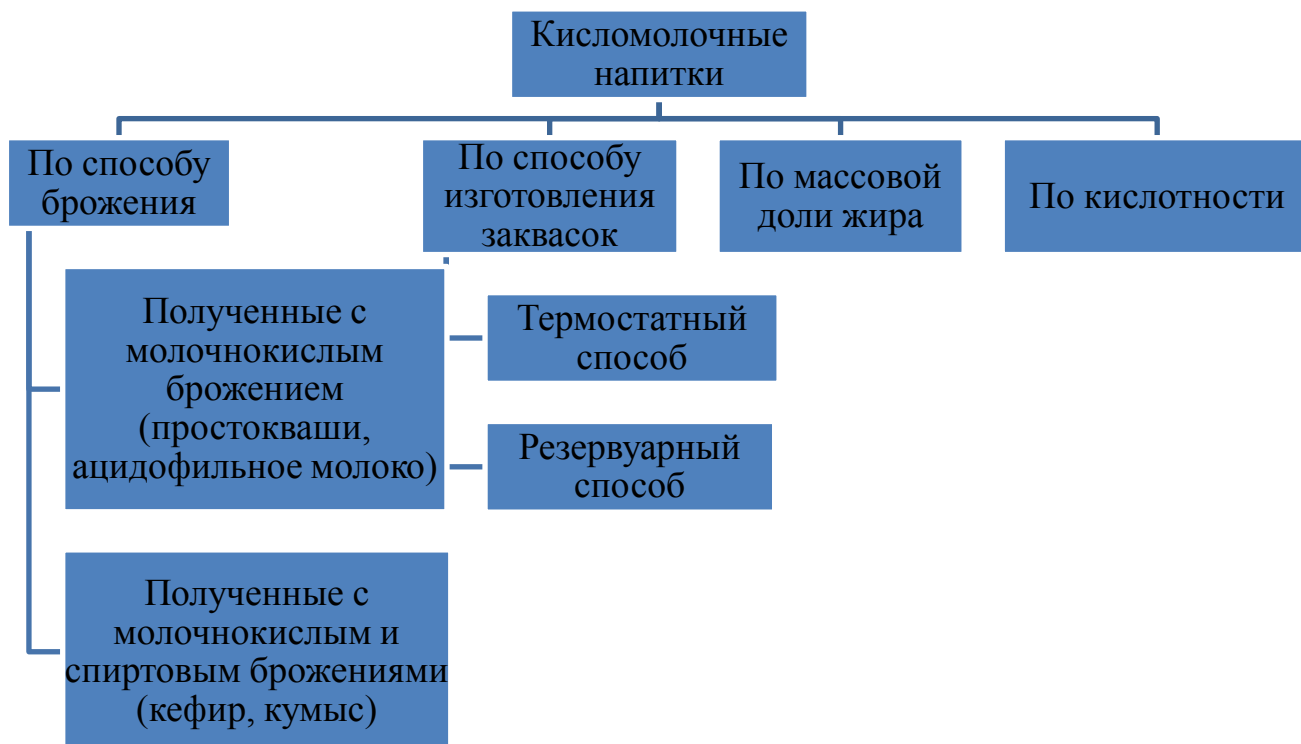 Кисломолочные
напитки
По способу
брожения
По способу
изготовления
заквасок
По массовой
доли жира
По кислотности
Полученные с
молочнокислым
брожением
(простокваши,
ацидофильное молоко)
Термостатный
способ
Резервуарный
способ
Полученные с
молочнокислым и
спиртовым брожениями
(кефир, кумыс)